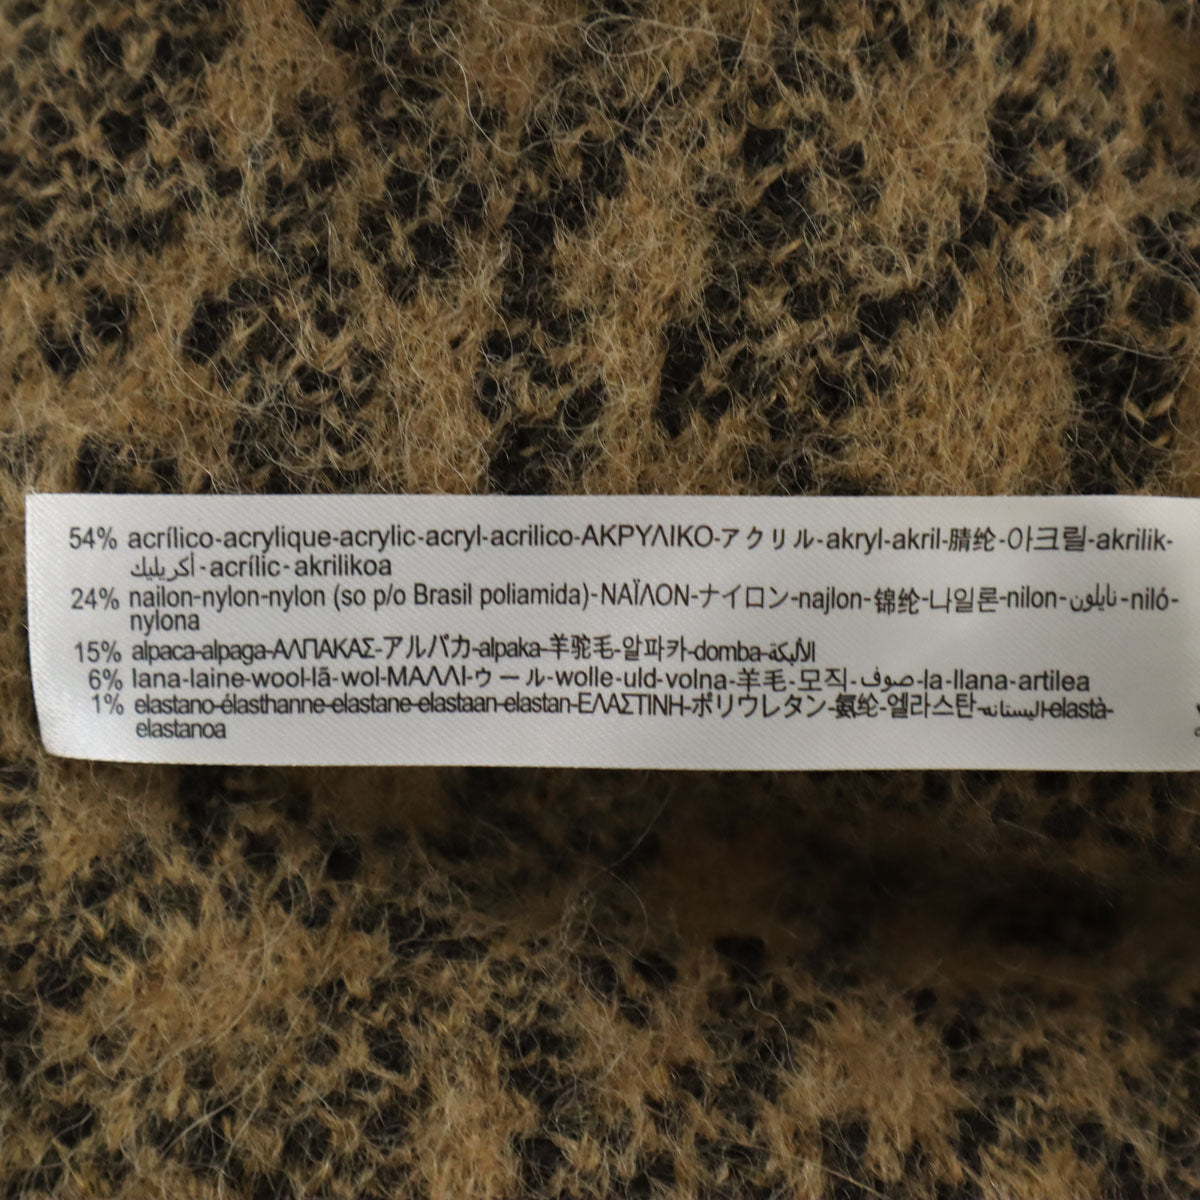 54% acrílico-acrylique-acrylic-acryl-acrilico-ΑΚΡΥΛΙΚΟ-アクリル-akryl-akril-腈纶-아크릴-akrilik-
أكريليك-acrílic-akrilikoa
24% nailon-nylon-nylon (so p/o Brasil poliamida)-ΝΑΪΛΟΝ-ナイロン-najlon-锦纶-나일론-nilon-نايلون-niló-
nylona
15% alpaca-alpaga-ΑΛΠΑΚΑΣ-アルパカ-alpaka-羊驼毛-알파카-domba-الألبكة
6% lana-laine-wool-lã-wol-ΜΑΛΛΙ-ウール-wolle-uld-volna-羊毛-모직-صوف-la-llana-artilea
1% elastano-élasthanne-elastane-elastaan-elastan-ΕΛΑΣΤΙΝΗ-ポリウレタン-氨纶-엘라스탄-اليستانه-elastà-
elastanoa